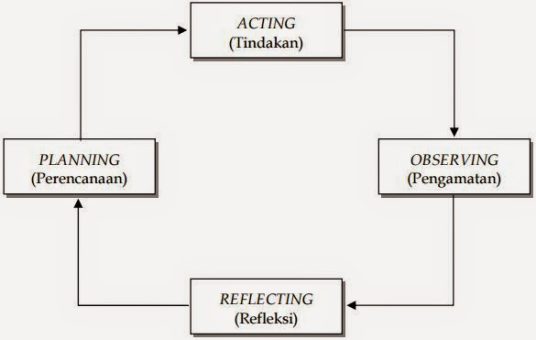 ACTING
(Tindakan)
PLANNING
(Perencanaan)
OBSERVING
(Pengamatan)
REFLECTING
(Refleksi)